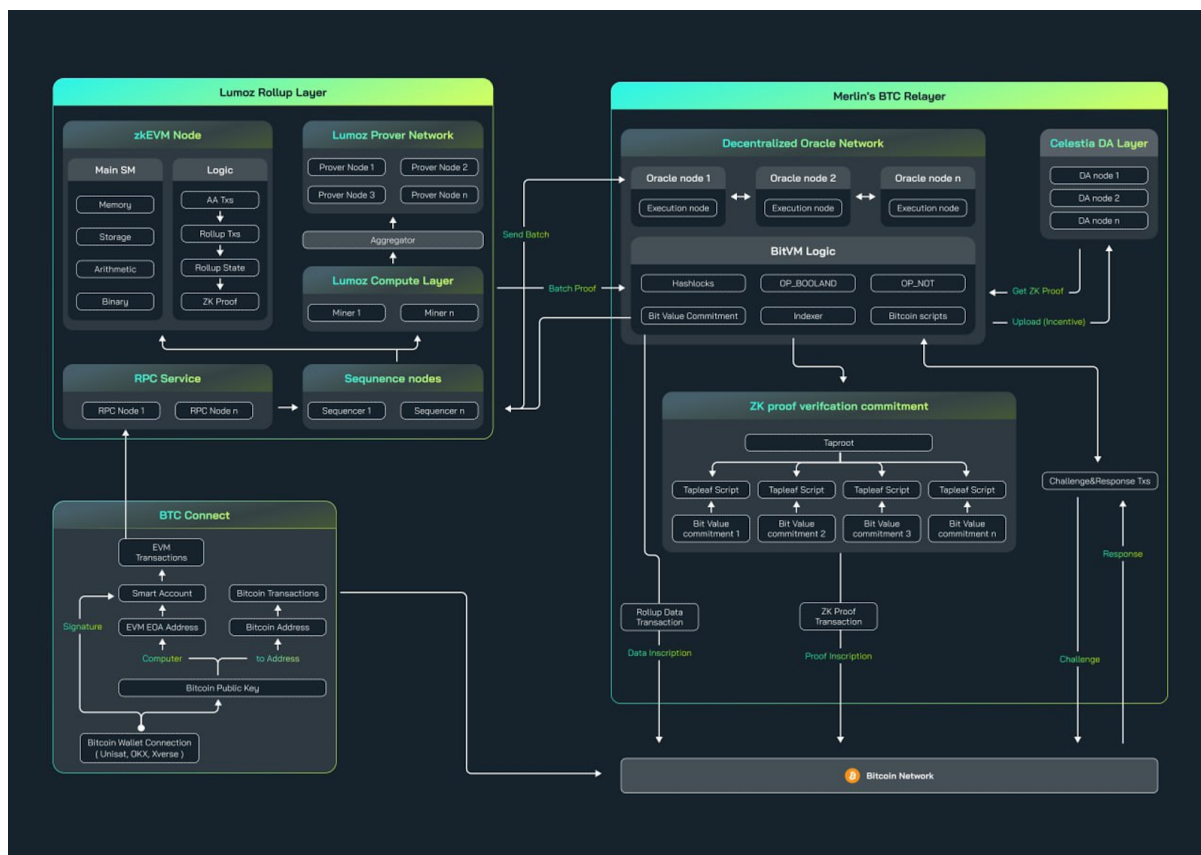 Lumoz Rollup Layer
zkEVM Node
Main SM
Memory
Storage
Arithmetic
Binary
Logic
AA Txs
Rollup Txs
Rollup State
ZK Proof
Lumoz Prover Network
Prover Node 1
Prover Node 2
Prover Node 3
Prover Node n
Aggregator
Lumoz Compute Layer
Miner 1
Miner n
RPC Service
RPC Node 1
RPC Node n
Sequnence nodes
Sequencer 1
Sequencer n
Send Batch
Batch Proof
Merlin's BTC Relayer
Decentralized Oracle Network
Oracle node 1
Execution node
Oracle node 2
Execution node
Oracle node n
Execution node
BitVM Logic
Hashlocks
OP_BOOLAND
OP_NOT
Bit Value Commitment
Indexer
Bitcoin scripts
Celestia DA Layer
DA node 1
DA node 2
DA node n
Get ZK Proof
Upload (Incentive)
ZK proof verifcation commitment
Taproot
Tapleaf Script
Tapleaf Script
Tapleaf Script
Tapleaf Script
Bit Value
commitment 1
Bit Value
commitment 2
Bit Value
commitment 3
Bit Value
commitment n
Challenge&Response Txs
Response
Challenge
Rollup Data
Transaction
Data Inscription
ZK Proof
Transaction
Proof Inscription
BTC Connect
EVM
Transactions
Smart Account
Bitcoin Transactions
Signature
EVM EOA Address
Bitcoin Address
Computer
to Address
Bitcoin Public Key
Bitcoin Wallet Connection
( Unisat, OKX, Xverse )
Bitcoin Network